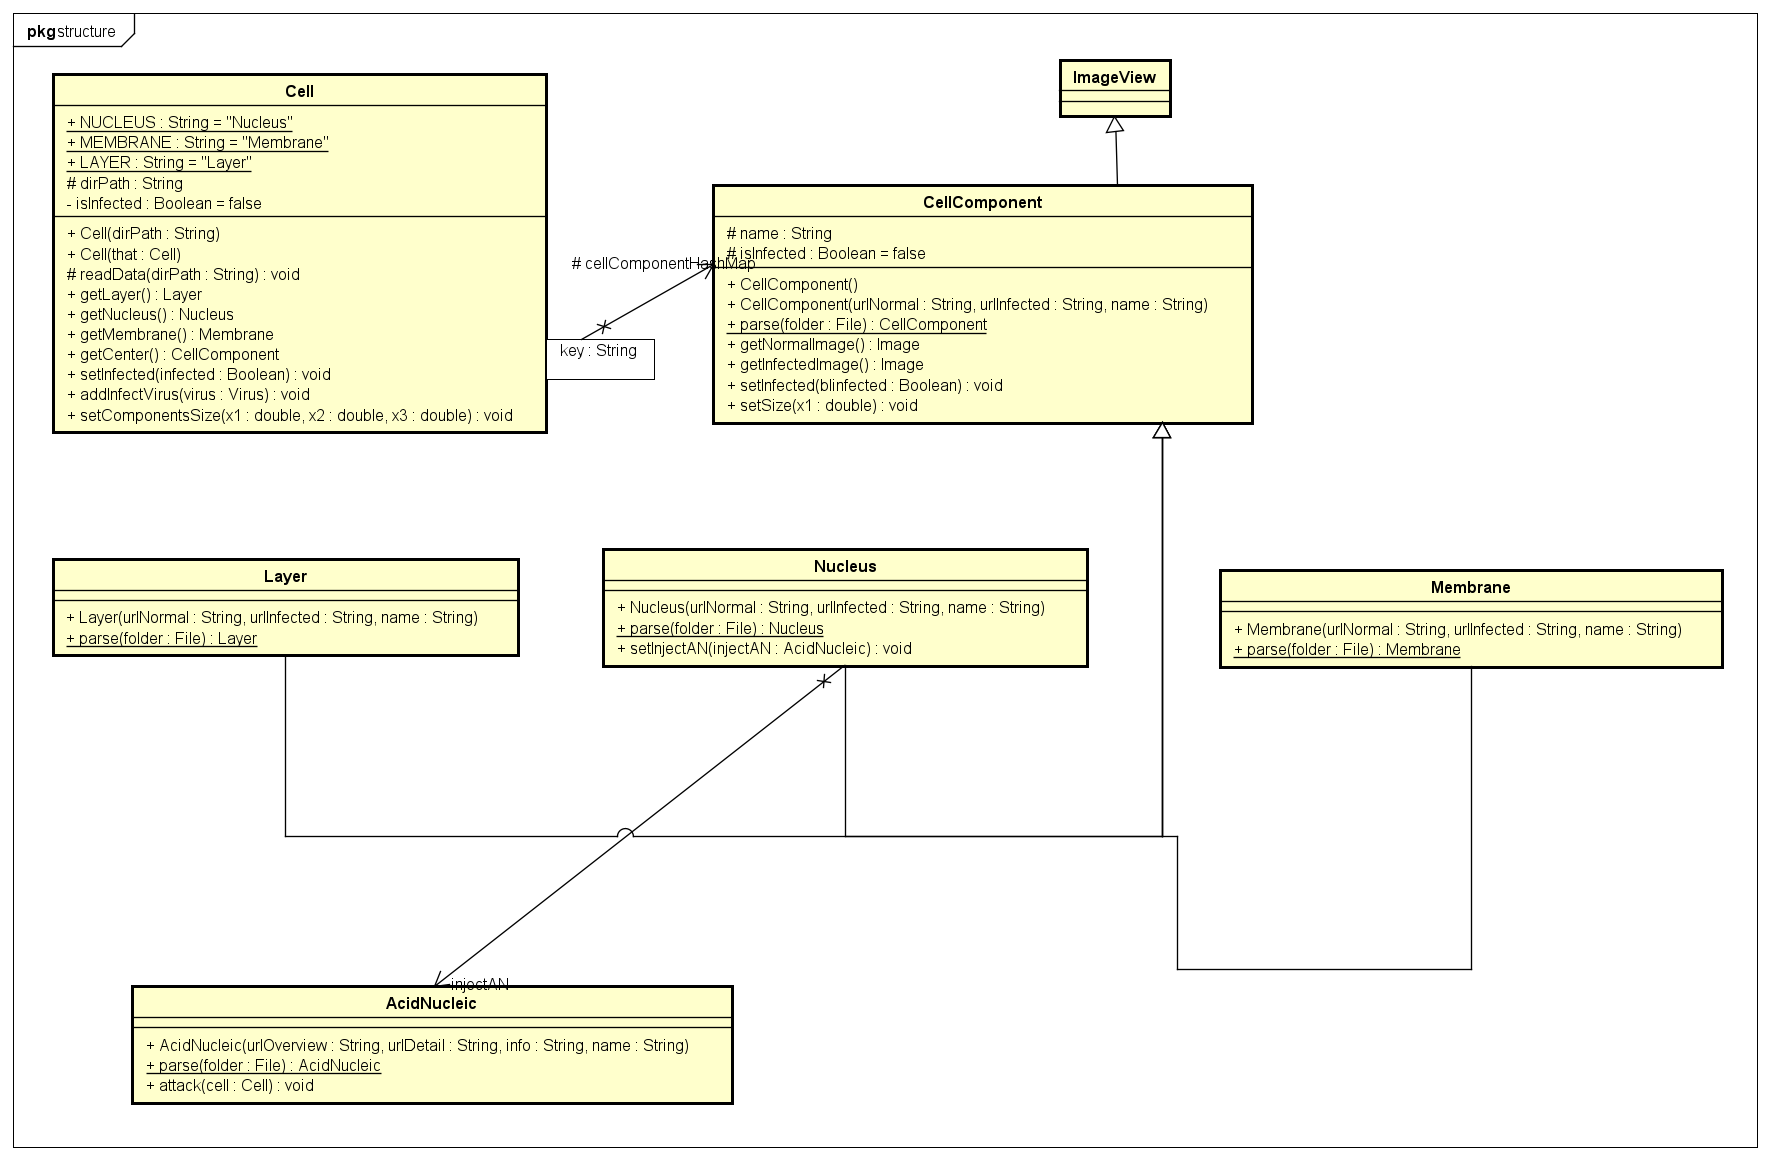 pkg structure
Cell
+ NUCLEUS : String = "Nucleus"
+ MEMBRANE : String = "Membrane"
+ LAYER : String = "Layer"
# dirPath : String
- isInfected : Boolean = false
+ Cell(dirPath : String)
+ Cell(that : Cell)
# readData(dirPath : String) : void
+ getLayer() : Layer
+ getNucleus() : Nucleus
+ getMembrane() : Membrane
+ getCenter() : CellComponent
+ setInfected(infected : Boolean) : void
+ addInfectVirus(virus : Virus) : void
+ setComponentsSize(x1 : double, x2 : double, x3 : double) : void
# cellComponentHashMap
key : String
ImageView
CellComponent
# name : String
# isInfected : Boolean = false
+ CellComponent()
+ CellComponent(urlNormal : String, urlInfected : String, name : String)
+ parse(folder : File) : CellComponent
+ getNormalImage() : Image
+ getInfectedImage() : Image
+ setInfected(blinfected : Boolean) : void
+ setSize(x1 : double) : void
Layer
+ Layer(urlNormal : String, urlInfected : String, name : String)
+ parse(folder : File) : Layer
Nucleus
+ Nucleus(urlNormal : String, urlInfected : String, name : String)
+ parse(folder : File) : Nucleus
+ setInjectAN(injectAN : AcidNucleic) : void
Membrane
+ Membrane(urlNormal : String, urlInfected : String, name : String)
+ parse(folder : File) : Membrane
-injectAN
AcidNucleic
+ AcidNucleic(urlOverview : String, urlDetail : String, info : String, name : String)
+ parse(folder : File) : AcidNucleic
+ attack(cell : Cell) : void